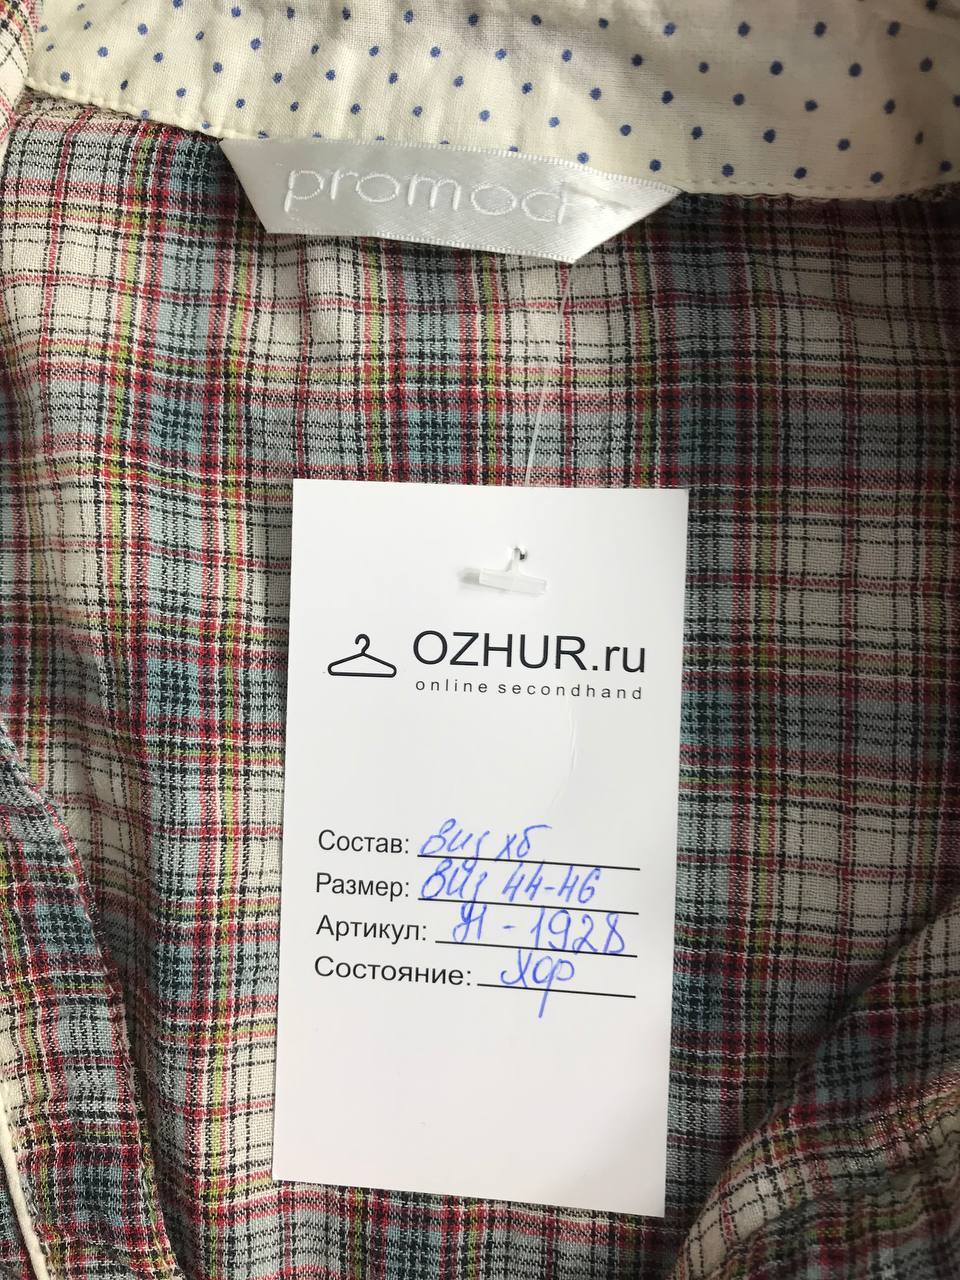 promod
OZHUR.ru
online secondhand
Состав: Виз хб
Размер: Виз 44-46
Артикул: Н - 1928
Состояние: Хор